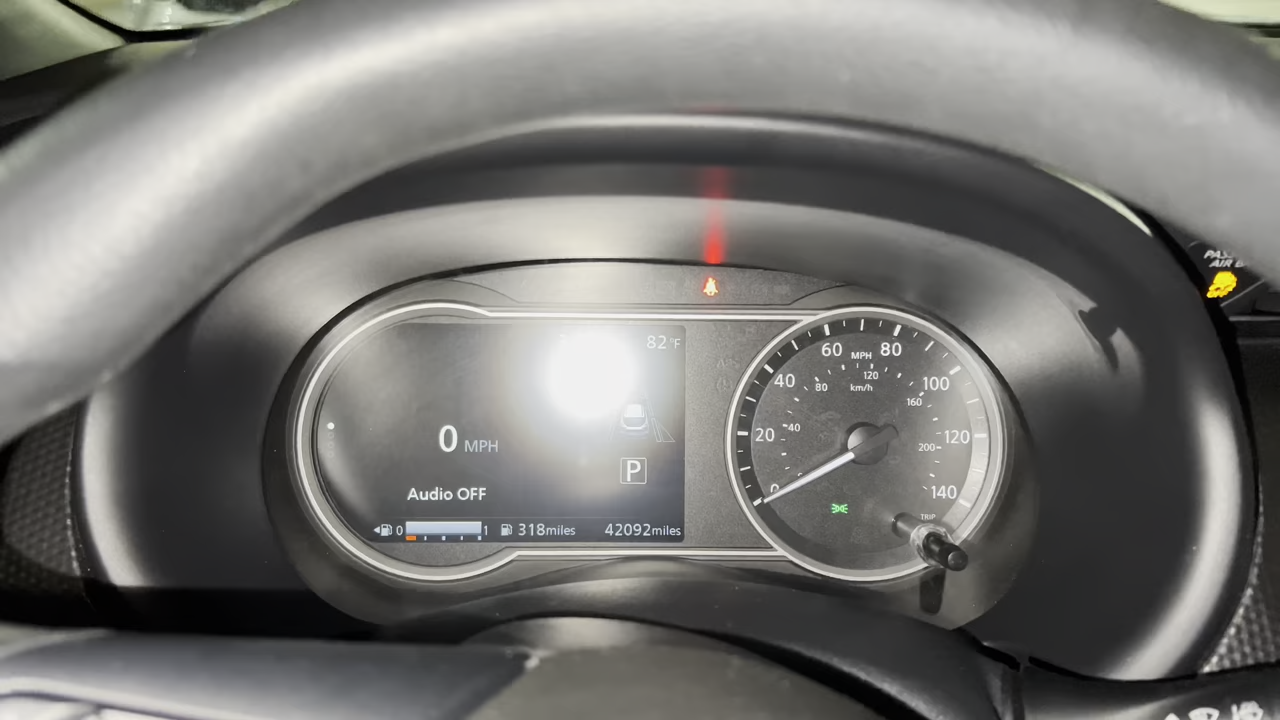 82°F
0 MPH
P
Audio OFF
0 1 318miles 42092miles
60 MPH 80
40 80 120 km/h 160 100
20 40 200 120
0 140
TRIP
AIR